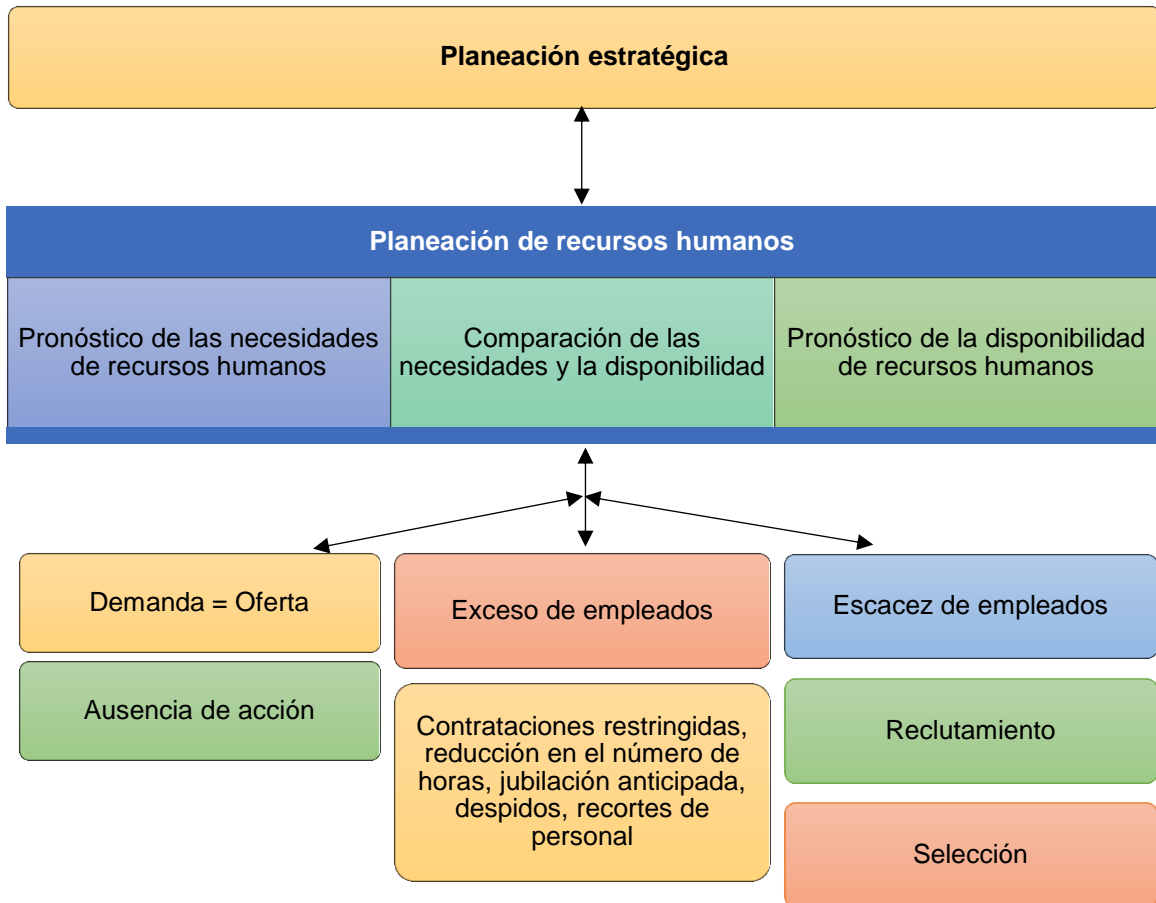 Planeación estratégica
Planeación de recursos humanos
Pronóstico de las necesidades
de recursos humanos
Comparación de las
necesidades y la disponibilidad
Pronóstico de la disponibilidad
de recursos humanos
Demanda = Oferta
Ausencia de acción
Exceso de empleados
Contrataciones restringidas,
reducción en el número de
horas, jubilación anticipada,
despidos, recortes de
personal
Escacez de empleados
Reclutamiento
Selección